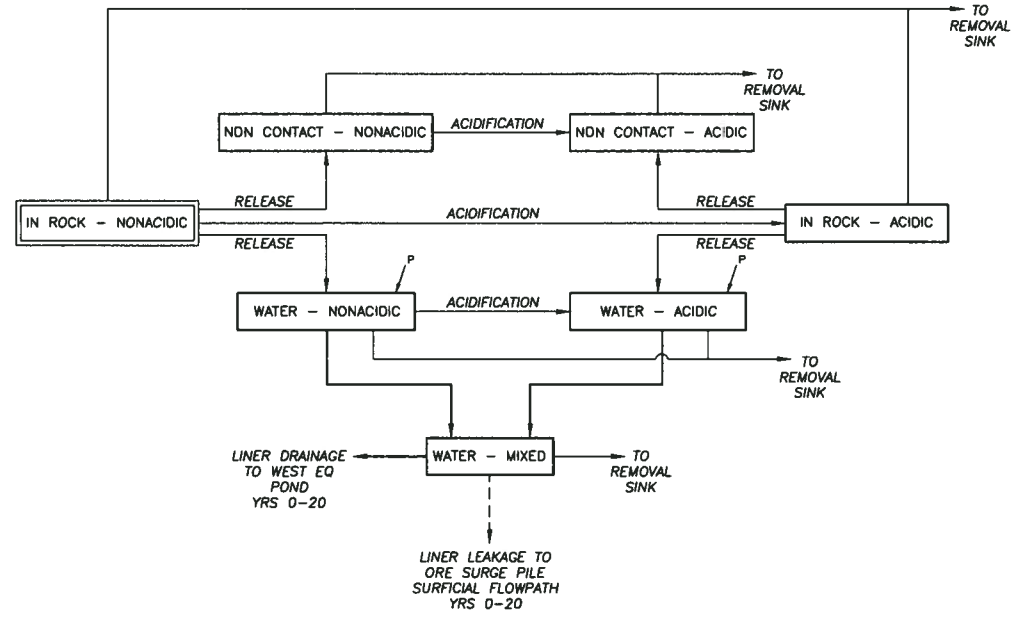 TO
REMOVAL
SINK
TO
REMOVAL
SINK
NON CONTACT – NONACIDIC
ACIDIFICATION
NON CONTACT – ACIDIC
RELEASE
RELEASE
IN ROCK – NONACIDIC
ACIDIFICATION
IN ROCK – ACIDIC
RELEASE
RELEASE
P
P
WATER – NONACIDIC
ACIDIFICATION
WATER – ACIDIC
TO
REMOVAL
SINK
LINER DRAINAGE
TO WEST EQ
POND
YRS 0–20
WATER – MIXED
TO
REMOVAL
SINK
LINER LEAKAGE TO
ORE SURGE PILE
SURFICIAL FLOWPATH
YRS 0–20